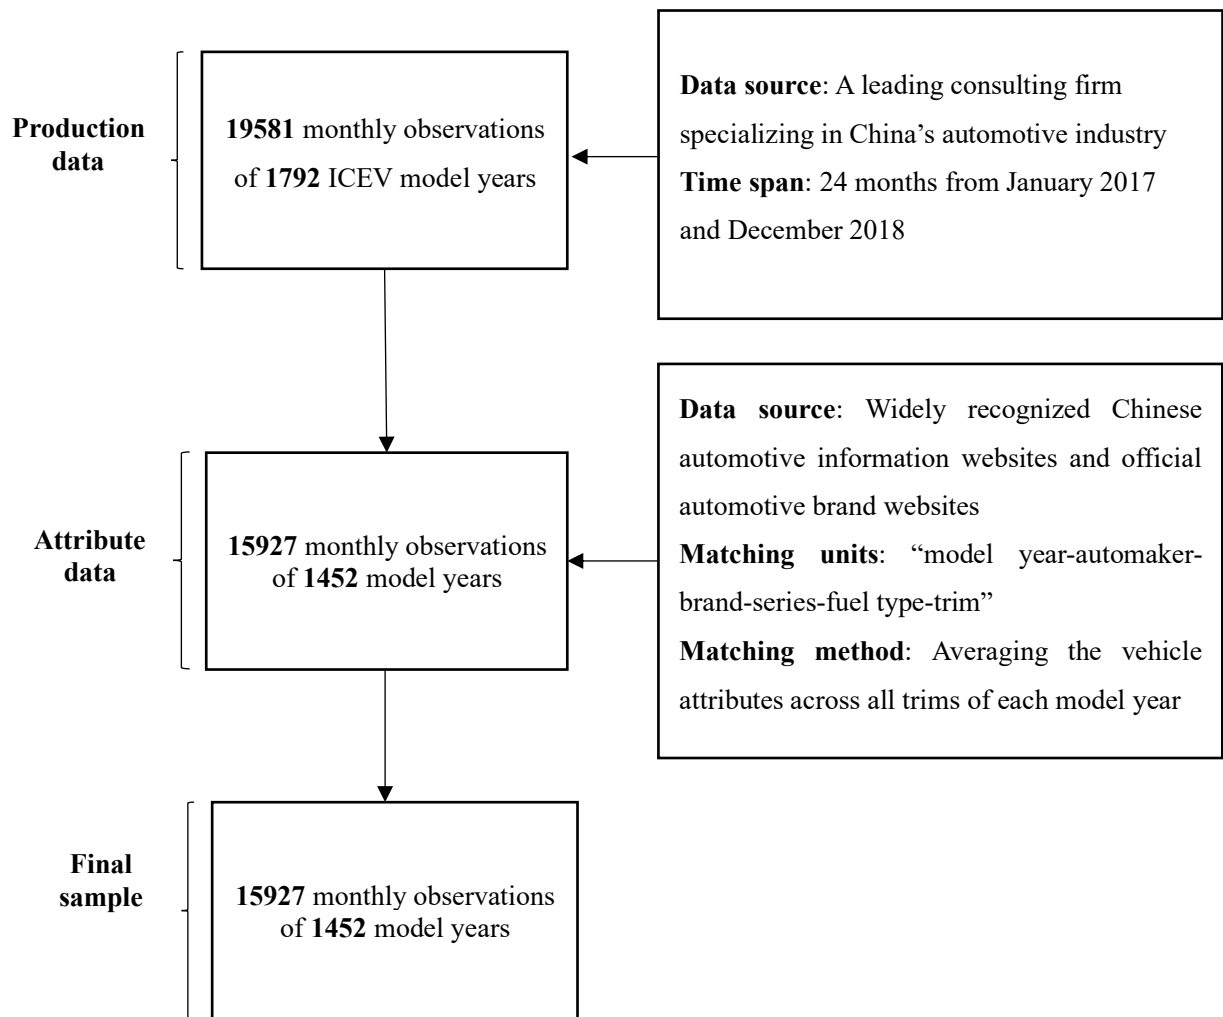 Production
data
19581 monthly observations
of 1792 ICEV model years
Data source: A leading consulting firm
specializing in China’s automotive industry
Time span: 24 months from January 2017
and December 2018
Attribute
data
15927 monthly observations
of 1452 model years
Data source: Widely recognized Chinese
automotive information websites and official
automotive brand websites
Matching units: “model year-automaker-
brand-series-fuel type-trim”
Matching method: Averaging the vehicle
attributes across all trims of each model year
Final
sample
15927 monthly observations
of 1452 model years